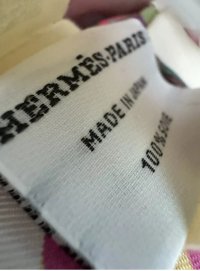 HERMÈS-PARIS
MADE IN JAPAN
100% SOIE